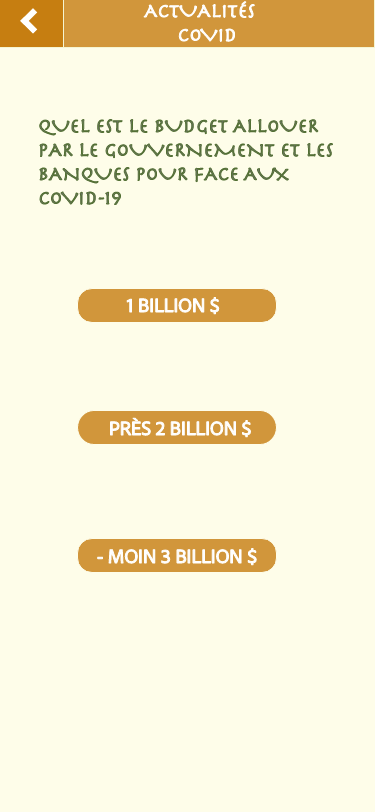 ACTUALITÉS
COVID
QUEL EST LE BUDGET ALLOUER
PAR LE GOUVERNEMENT ET LES
BANQUES POUR FACE AUX
COVID-19
1 BILLION $
PRÈS 2 BILLION $
- MOIN 3 BILLION $